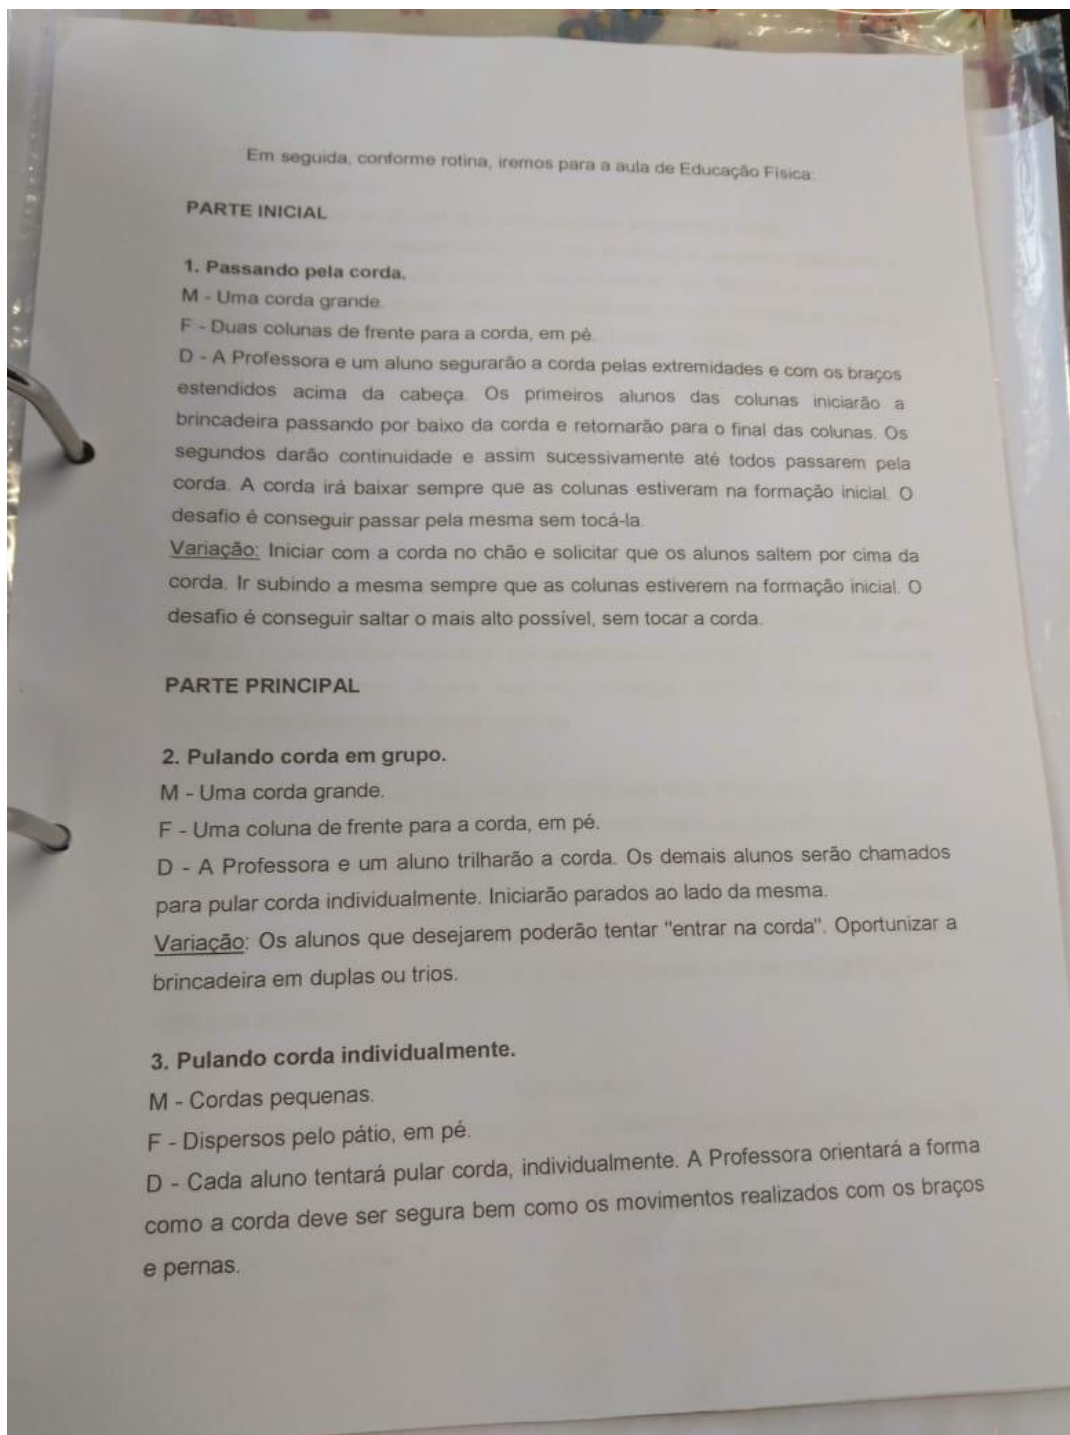 Em seguida, conforme rotina, iremos para a aula de Educação Física:
PARTE INICIAL
1. Passando pela corda.
M - Uma corda grande.
F - Duas colunas de frente para a corda, em pé.
D - A Professora e um aluno segurarão a corda pelas extremidades e com os braços
estendidos acima da cabeça. Os primeiros alunos das colunas iniciarão a
brincadeira passando por baixo da corda e retornarão para o final das colunas. Os
segundos darão continuidade e assim sucessivamente até todos passarem pela
corda. A corda irá baixar sempre que as colunas estiveram na formação inicial. O
desafio é conseguir passar pela mesma sem tocá-la.
Variação: Iniciar com a corda no chão e solicitar que os alunos saltem por cima da
corda. Ir subindo a mesma sempre que as colunas estiverem na formação inicial. O
desafio é conseguir saltar o mais alto possível, sem tocar a corda.
PARTE PRINCIPAL
2. Pulando corda em grupo.
M - Uma corda grande.
F - Uma coluna de frente para a corda, em pé.
D - A Professora e um aluno trilharão a corda. Os demais alunos serão chamados
para pular corda individualmente. Iniciarão parados ao lado da mesma.
Variação: Os alunos que desejarem poderão tentar "entrar na corda". Oportunizar a
brincadeira em duplas ou trios.
3. Pulando corda individualmente.
M - Cordas pequenas.
F - Dispersos pelo pátio, em pé.
D - Cada aluno tentará pular corda, individualmente. A Professora orientará a forma
como a corda deve ser segura bem como os movimentos realizados com os braços
e pernas.